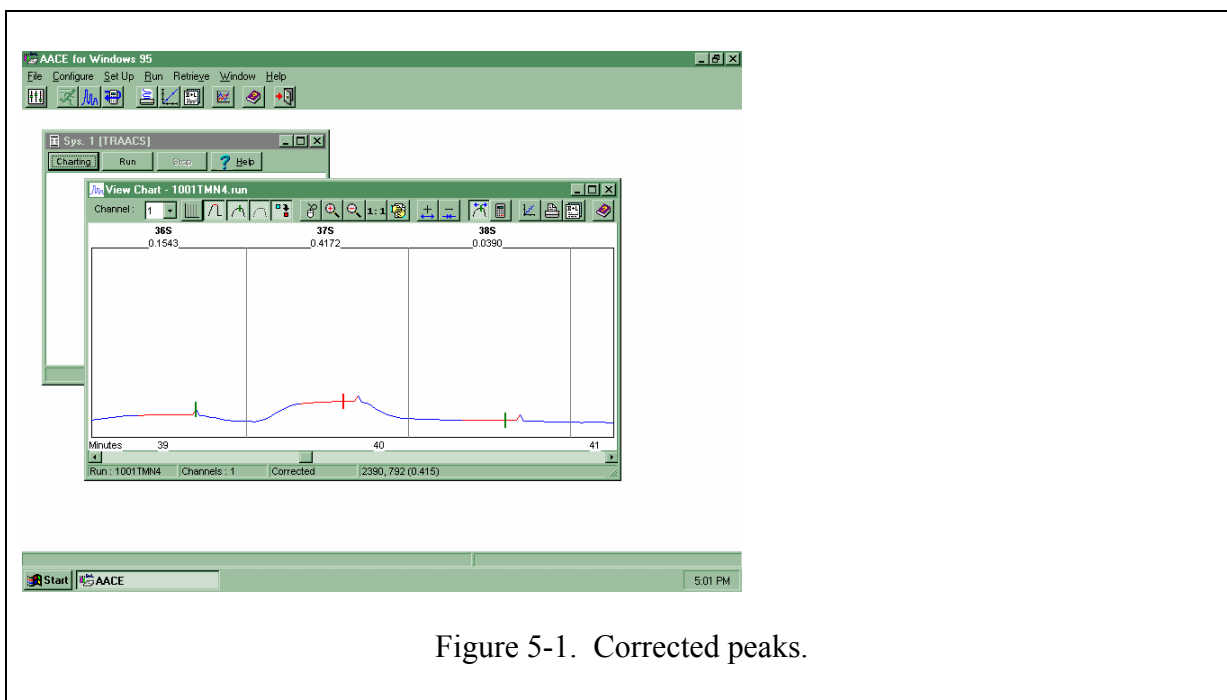 AACE for Windows 95
File Configure Set Up Run Retrieve Window Help
Sys. 1 [TRAACS]
Charting Run Stop ? Help
View Chart - 1001TMN4.run
Channel : 1 1:1
36S 37S 38S
0.1543 0.4172 0.0390
Minutes 39 40 41
Run : 1001TMN4 Channels : 1 Corrected 2390, 792 (0.415)
Start AACE 5:01 PM
Figure 5-1. Corrected peaks.